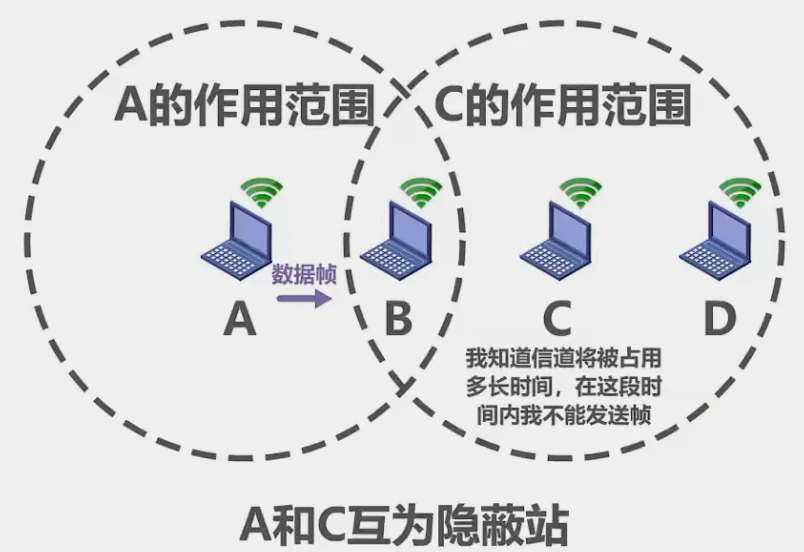 A的作用范围
C的作用范围
数据帧
A
B
C
D
我知道信道将被占用
多长时间，在这段时
间内我不能发送帧
A和C互为隐蔽站